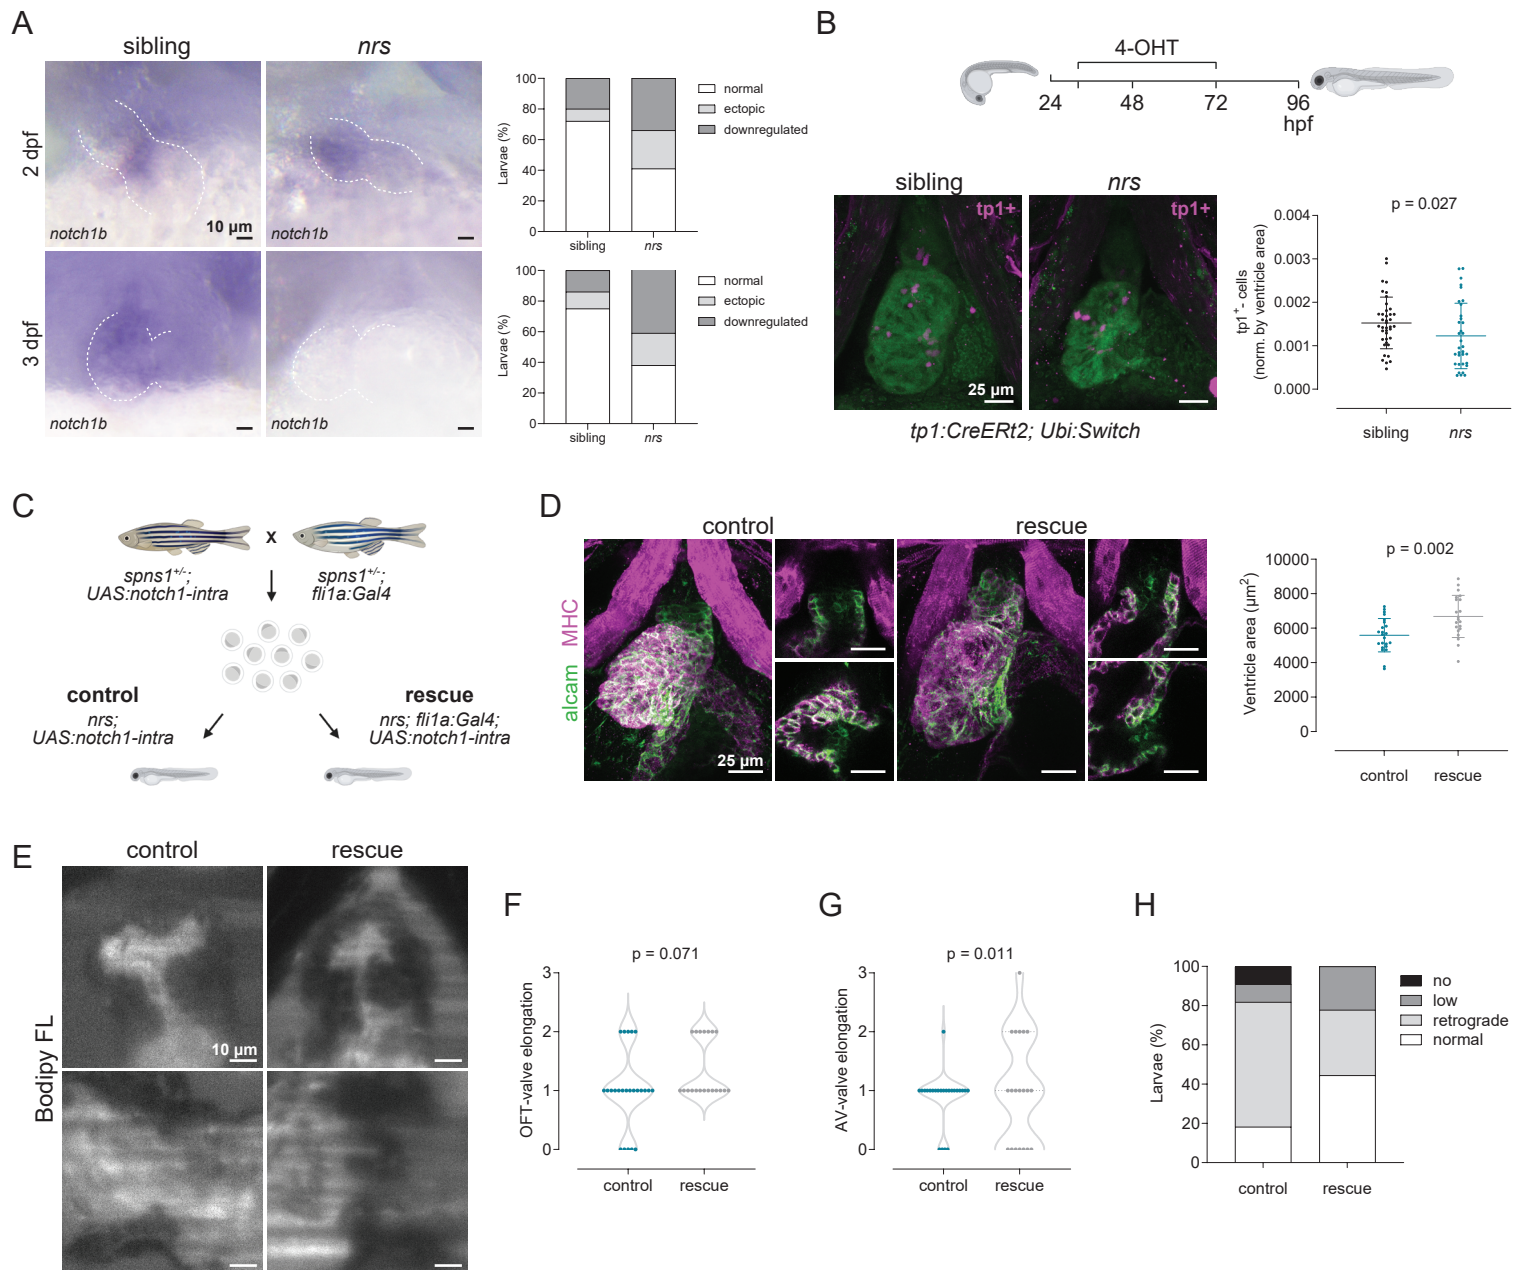 A
sibling
nrs
2 dpf
notch1b
10 µm
notch1b
3 dpf
notch1b
notch1b
100
80
60
40
20
0
Larvae (%)
sibling
nrs
normal
ectopic
downregulated
100
80
60
40
20
0
Larvae (%)
sibling
nrs
normal
ectopic
downregulated
B
4-OHT
24 48 72 96
hpf
sibling
nrs
tp1+
tp1+
25 µm
tp1:CreERt2; Ubi:Switch
p = 0.027
0.004
0.003
0.002
0.001
0.000
tp1⁺- cells
(norm. by ventricle area)
sibling
nrs
C
x
spns1⁺/⁻;
UAS:notch1-intra
spns1⁺/⁻;
fli1a:Gal4
control
nrs;
UAS:notch1-intra
rescue
nrs; fli1a:Gal4;
UAS:notch1-intra
D
control
rescue
alcam MHC
25 µm
p = 0.002
10000
8000
6000
4000
2000
0
Ventricle area (µm²)
control
rescue
E
control
rescue
Bodipy FL
10 µm
F
p = 0.071
3
2
1
0
OFT-valve elongation
control
rescue
G
p = 0.011
3
2
1
0
AV-valve elongation
control
rescue
H
100
80
60
40
20
0
Larvae (%)
control
rescue
no
low
retrograde
normal